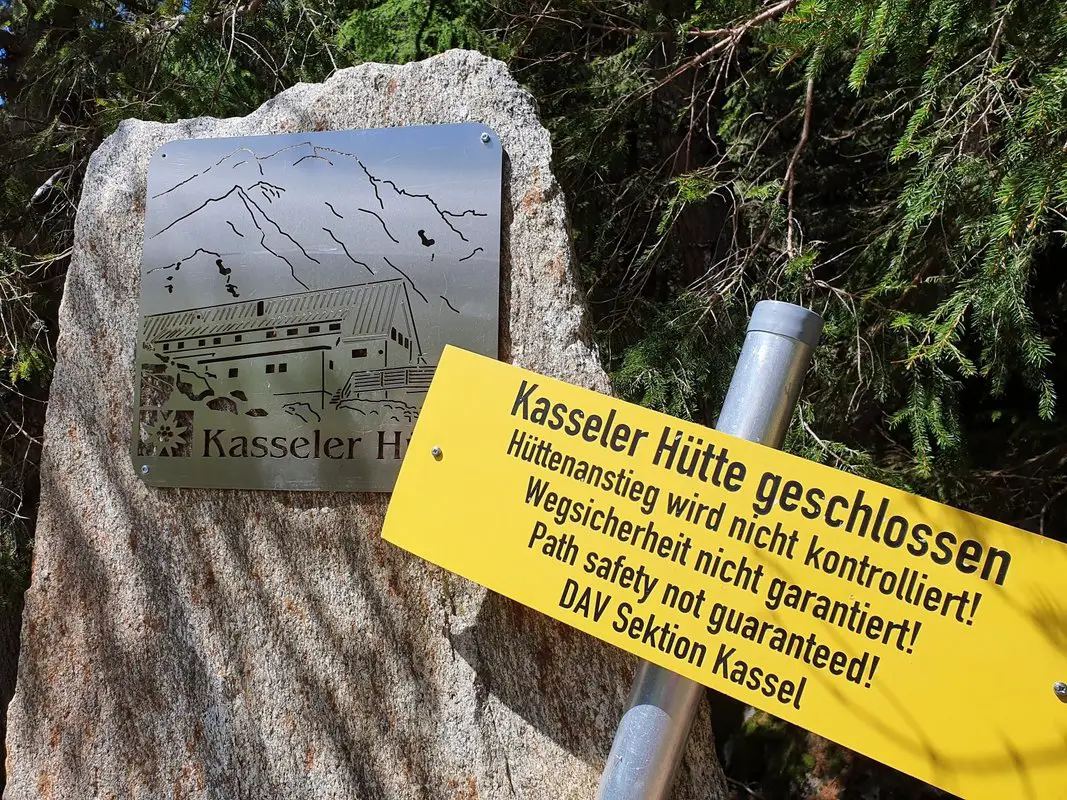 Kasseler H
Kasseler Hütte geschlossen
Hüttenanstieg wird nicht kontrolliert!
Wegsicherheit nicht garantiert!
Path safety not guaranteed!
DAV Sektion Kassel